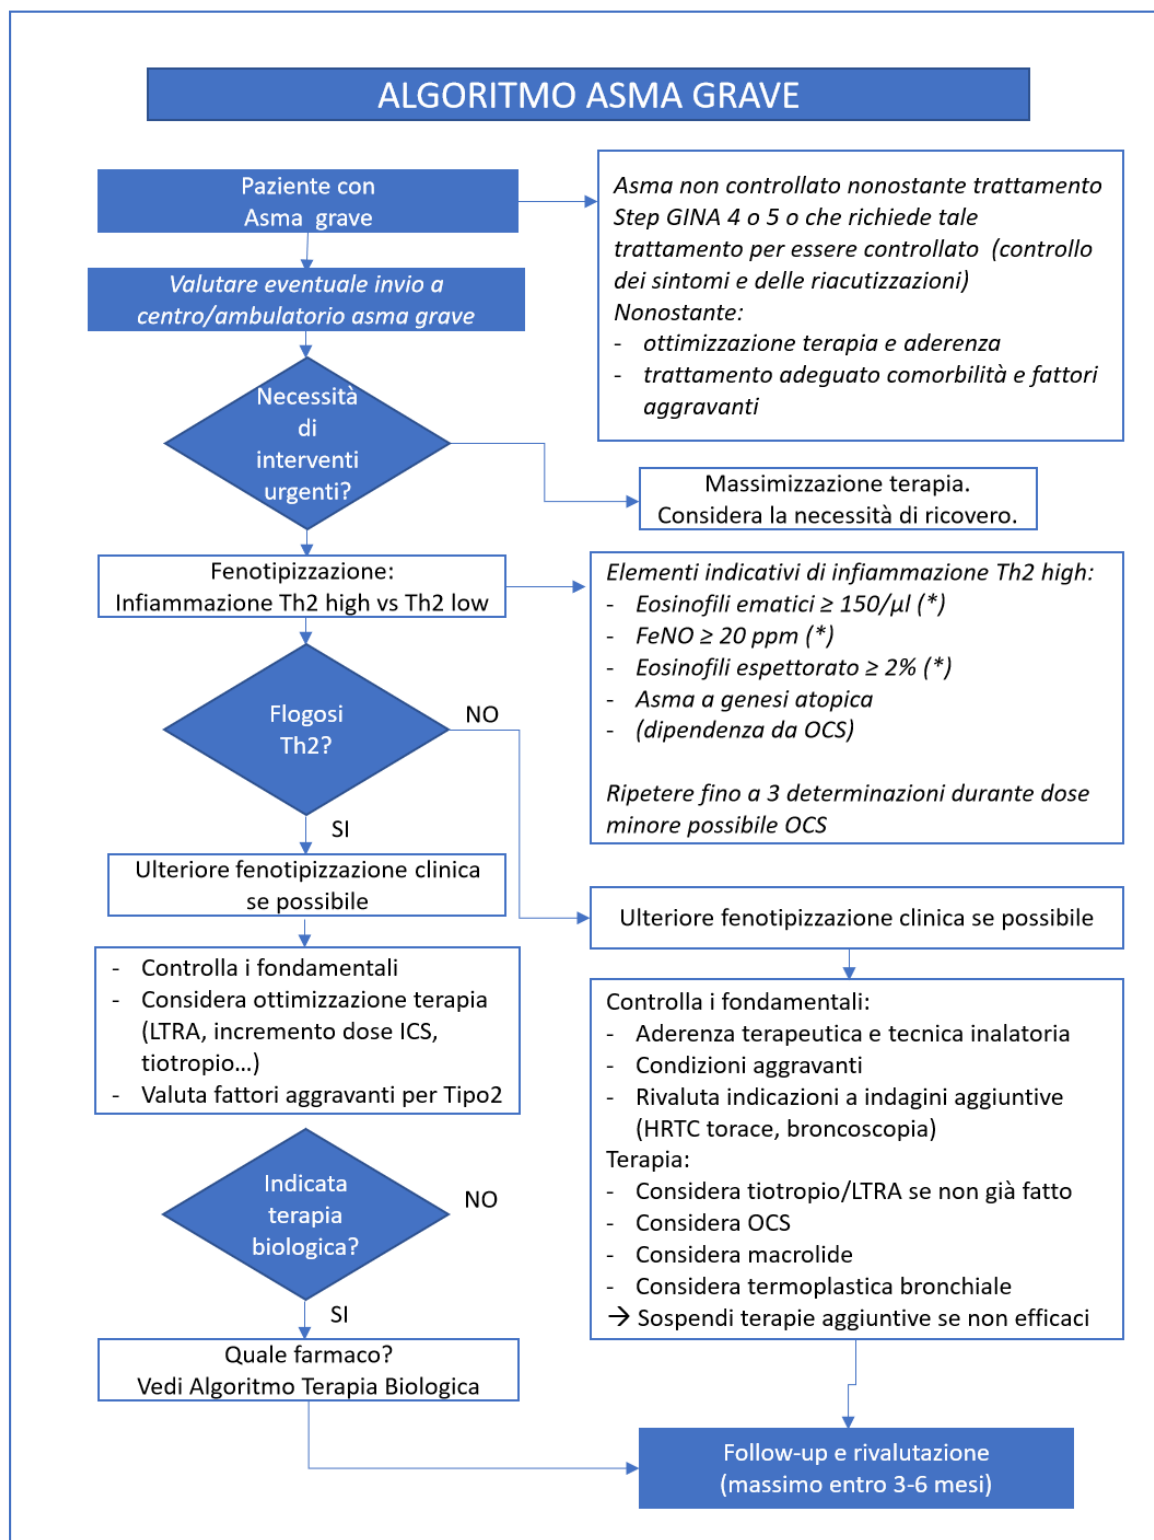 ALGORITMO ASMA GRAVE
Paziente con
Asma grave
Asma non controllato nonostante trattamento
Step GINA 4 o 5 o che richiede tale
trattamento per essere controllato (controllo
dei sintomi e delle riacutizzazioni)
Nonostante:
- ottimizzazione terapia e aderenza
- trattamento adeguato comorbilità e fattori
aggravanti
Valutare eventuale invio a
centro/ambulatorio asma grave
Necessità
di
interventi
urgenti?
Massimizzazione terapia.
Considera la necessità di ricovero.
Fenotipizzazione:
Infiammazione Th2 high vs Th2 low
Elementi indicativi di infiammazione Th2 high:
- Eosinofili ematici ≥ 150/µl (*)
- FeNO ≥ 20 ppm (*)
- Eosinofili espettorato ≥ 2% (*)
- Asma a genesi atopica
- (dipendenza da OCS)
Ripetere fino a 3 determinazioni durante dose
minore possibile OCS
Flogosi
Th2?
NO
SI
Ulteriore fenotipizzazione clinica
se possibile
Ulteriore fenotipizzazione clinica se possibile
- Controlla i fondamentali
- Considera ottimizzazione terapia
(LTRA, incremento dose ICS,
tiotropio...)
- Valuta fattori aggravanti per Tipo2
Controlla i fondamentali:
- Aderenza terapeutica e tecnica inalatoria
- Condizioni aggravanti
- Rivaluta indicazioni a indagini aggiuntive
(HRTC torace, broncoscopia)
Terapia:
- Considera tiotropio/LTRA se non già fatto
- Considera OCS
- Considera macrolide
- Considera termoplastica bronchiale
→ Sospendi terapie aggiuntive se non efficaci
Indicata
terapia
biologica?
NO
SI
Quale farmaco?
Vedi Algoritmo Terapia Biologica
Follow-up e rivalutazione
(massimo entro 3-6 mesi)